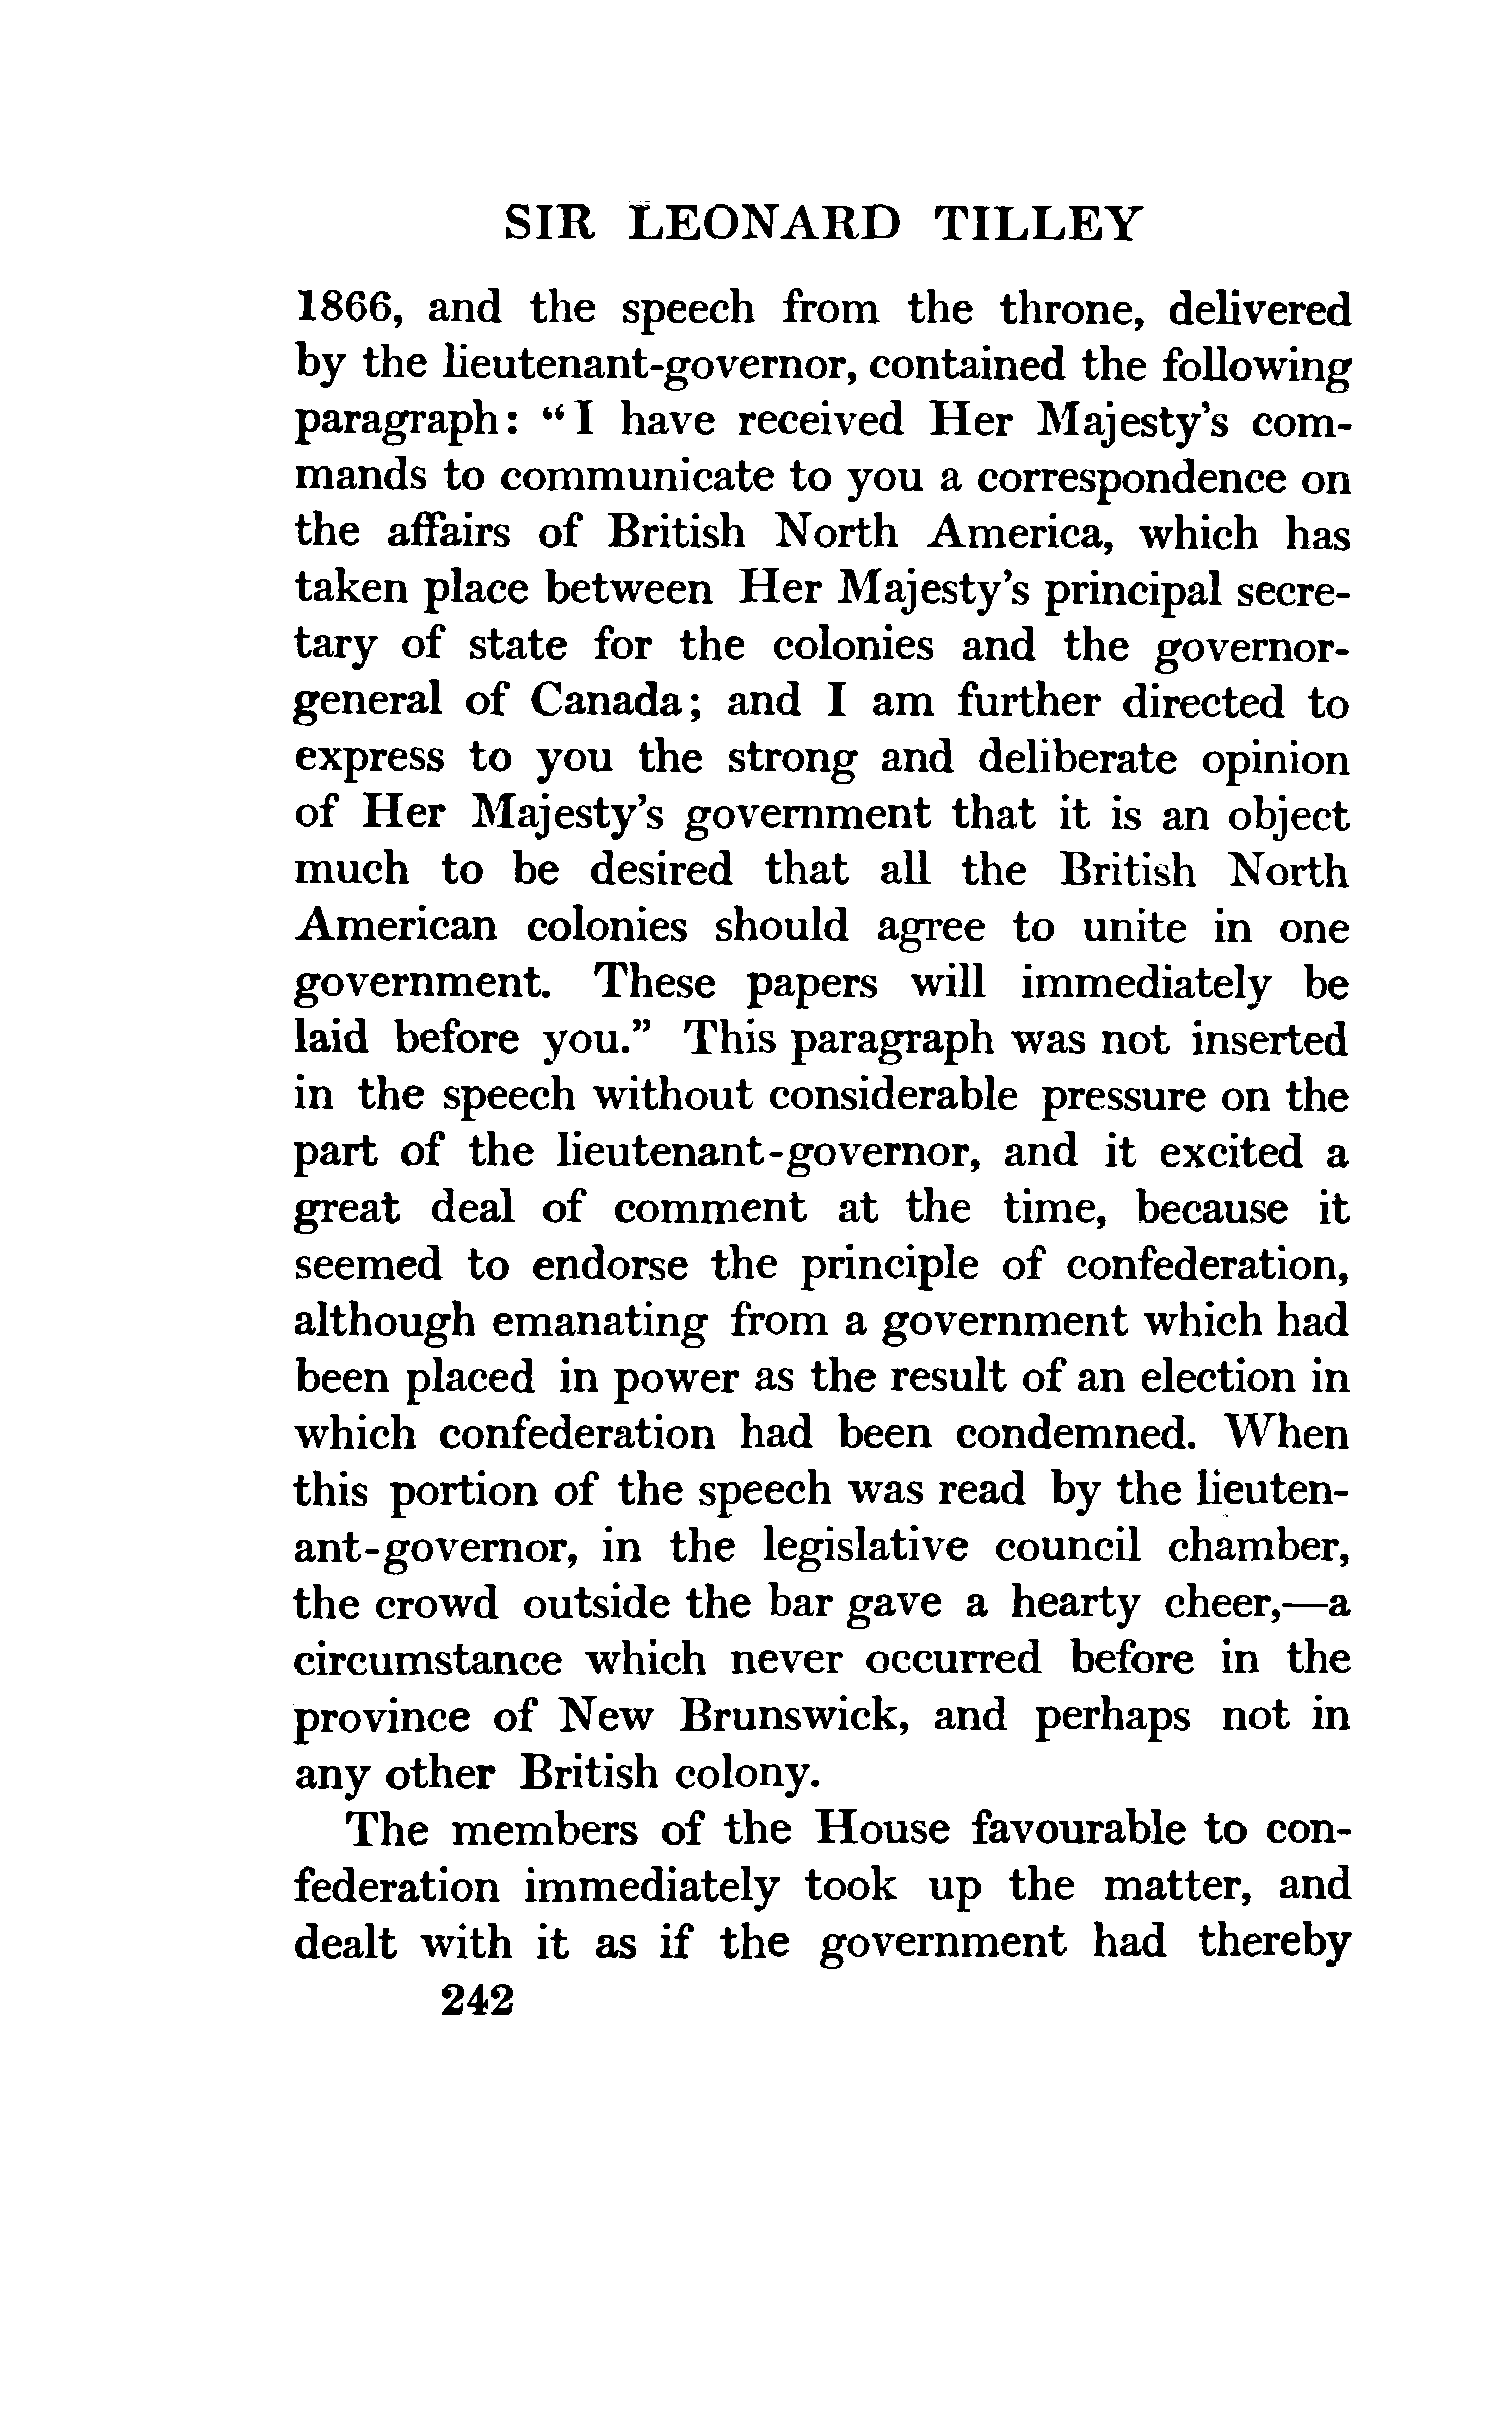 SIR LEONARD TILLEY
1866, and the speech from the throne, delivered
by the lieutenant-governor, contained the following
paragraph: “I have received Her Majesty’s com-
mands to communicate to you a correspondence on
the affairs of British North America, which has
taken place between Her Majesty’s principal secre-
tary of state for the colonies and the governor-
general of Canada; and I am further directed to
express to you the strong and deliberate opinion
of Her Majesty’s government that it is an object
much to be desired that all the British North
American colonies should agree to unite in one
government. These papers will immediately be
laid before you.” This paragraph was not inserted
in the speech without considerable pressure on the
part of the lieutenant-governor, and it excited a
great deal of comment at the time, because it
seemed to endorse the principle of confederation,
although emanating from a government which had
been placed in power as the result of an election in
which confederation had been condemned. When
this portion of the speech was read by the lieuten-
ant-governor, in the legislative council chamber,
the crowd outside the bar gave a hearty cheer,—a
circumstance which never occurred before in the
province of New Brunswick, and perhaps not in
any other British colony.
The members of the House favourable to con-
federation immediately took up the matter, and
dealt with it as if the government had thereby
242